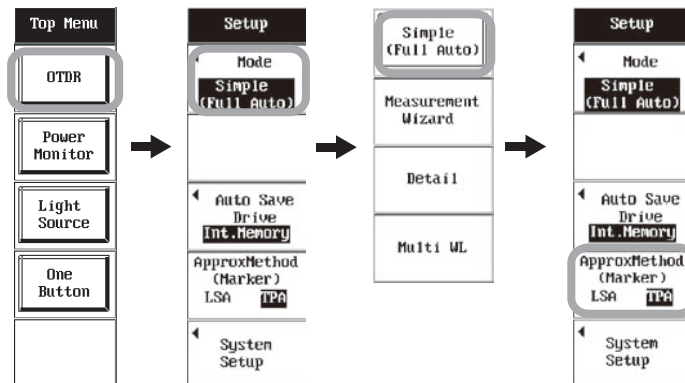 Top Menu
OTDR
Power
Monitor
Light
Source
One
Button
Setup
Mode
Simple
(Full Auto)
Auto Save
Drive
Int.Memory
ApproxMethod
(Marker)
LSA TPA
System
Setup
Simple
(Full Auto)
Measurement
Wizard
Detail
Multi WL
Setup
Mode
Simple
(Full Auto)
Auto Save
Drive
Int.Memory
ApproxMethod
(Marker)
LSA TPA
System
Setup